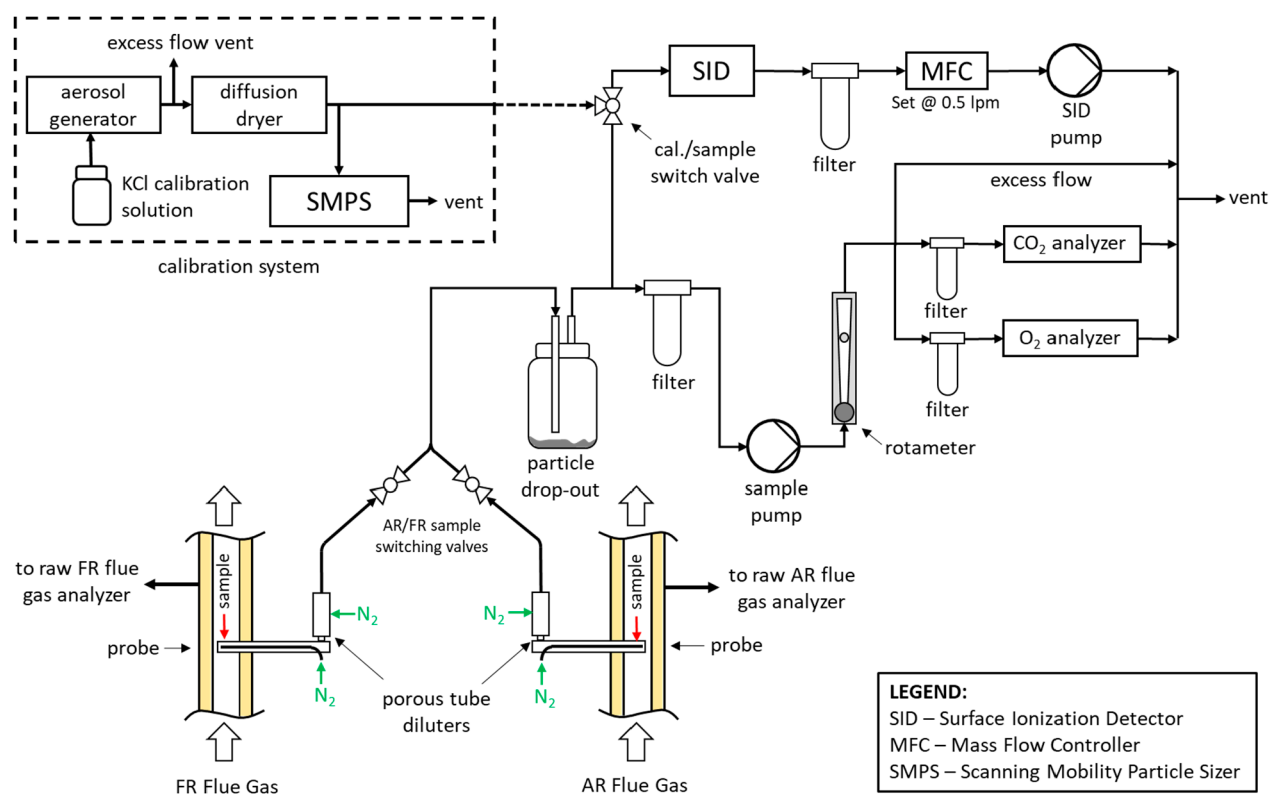 excess flow vent
aerosol
generator
diffusion
dryer
KCl calibration
solution
SMPS
vent
calibration system
SID
MFC
Set @ 0.5 lpm
SID
pump
filter
cal./sample
switch valve
excess flow
vent
CO₂ analyzer
filter
O₂ analyzer
filter
rotameter
filter
sample
pump
particle
drop-out
AR/FR sample
switching valves
to raw FR flue
gas analyzer
sample
N₂
probe
N₂
FR Flue Gas
porous tube
diluters
N₂
sample
to raw AR flue
gas analyzer
probe
N₂
AR Flue Gas
LEGEND:
SID – Surface Ionization Detector
MFC – Mass Flow Controller
SMPS – Scanning Mobility Particle Sizer